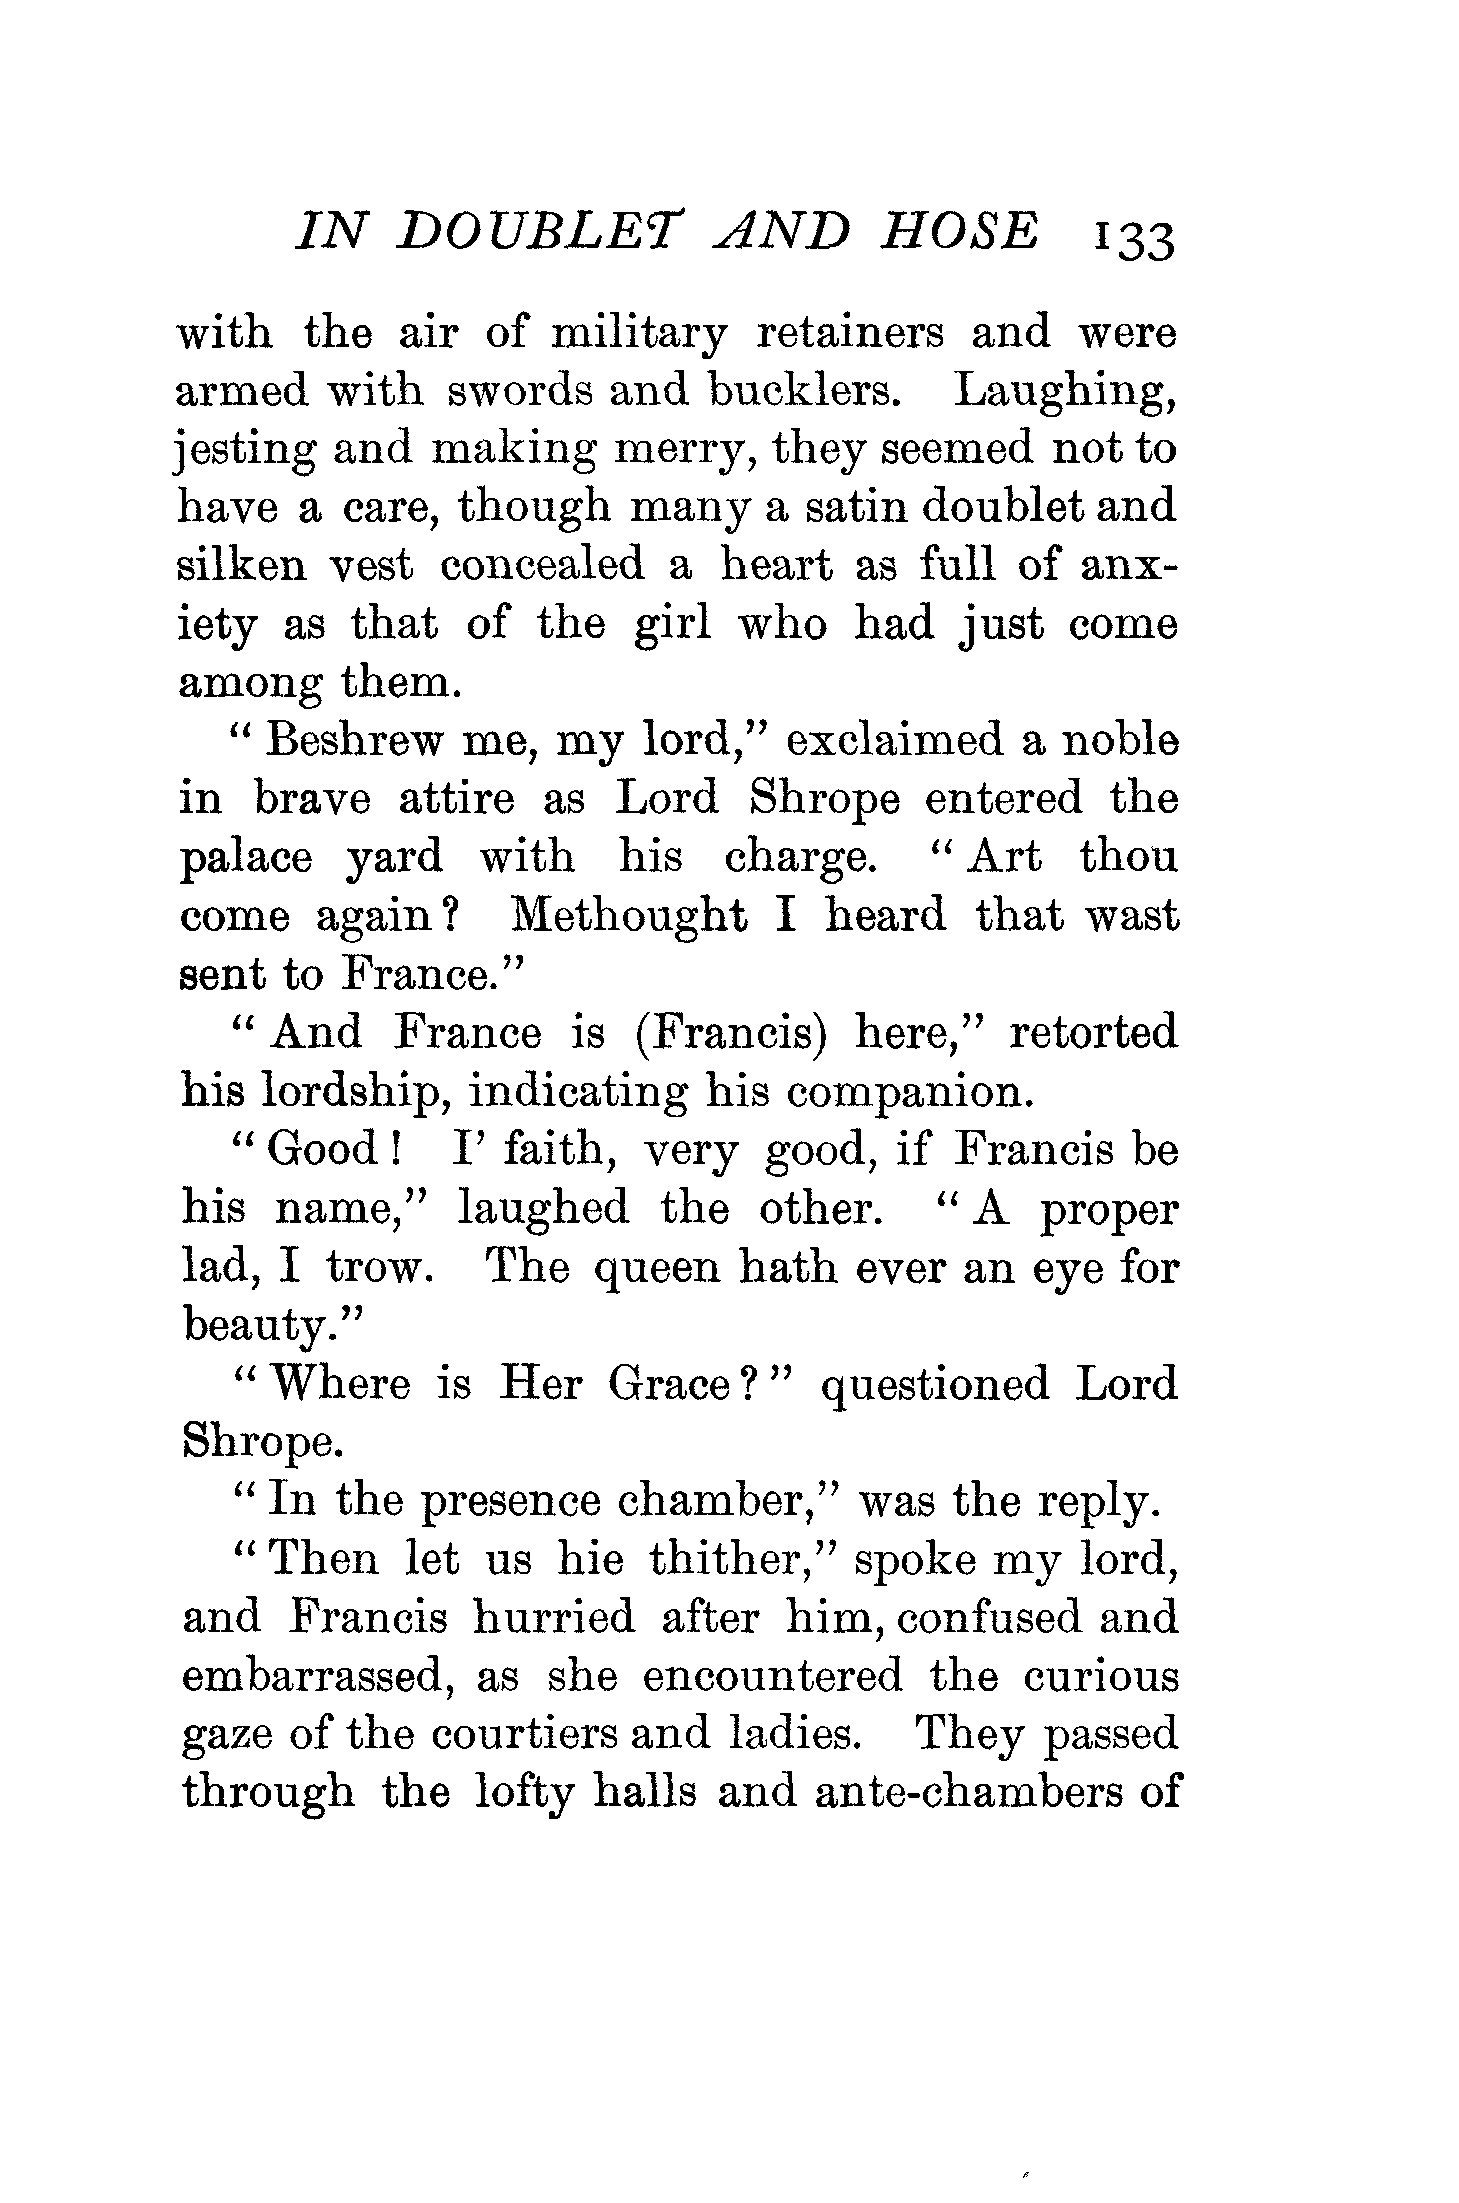 IN DOUBLET AND HOSE 133
with the air of military retainers and were
armed with swords and bucklers. Laughing,
jesting and making merry, they seemed not to
have a care, though many a satin doublet and
silken vest concealed a heart as full of anx-
iety as that of the girl who had just come
among them.
“ Beshrew me, my lord,” exclaimed a noble
in brave attire as Lord Shrope entered the
palace yard with his charge. “ Art thou
come again ? Methought I heard that wast
sent to France.”
“ And France is (Francis) here,” retorted
his lordship, indicating his companion.
“ Good ! I’ faith, very good, if Francis be
his name,” laughed the other. “ A proper
lad, I trow. The queen hath ever an eye for
beauty.”
“ Where is Her Grace ? ” questioned Lord
Shrope.
“ In the presence chamber,” was the reply.
“ Then let us hie thither,” spoke my lord,
and Francis hurried after him, confused and
embarrassed, as she encountered the curious
gaze of the courtiers and ladies. They passed
through the lofty halls and ante-chambers of